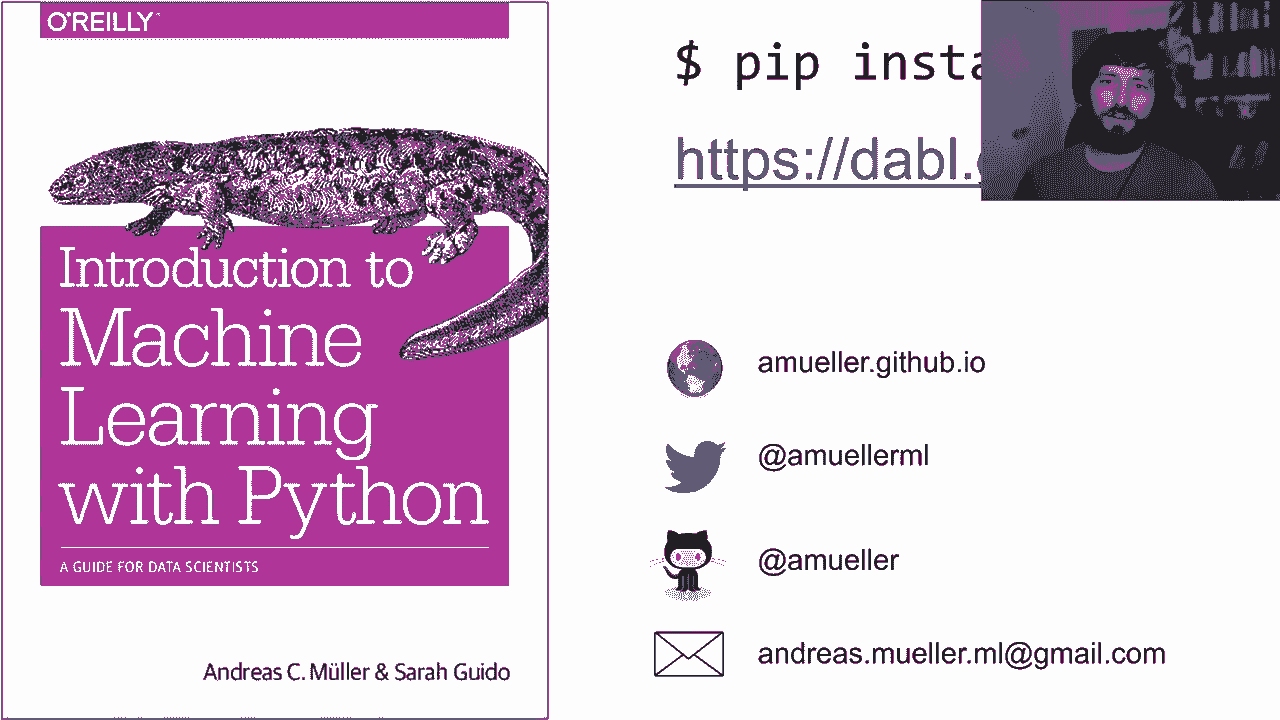 O'REILLY
Introduction to
Machine
Learning
with Python
A GUIDE FOR DATA SCIENTISTS
Andreas C. Müller & Sarah Guido
$ pip insta
https://dabl.
amueller.github.io
@amuellerml
@amueller
andreas.mueller.ml@gmail.com